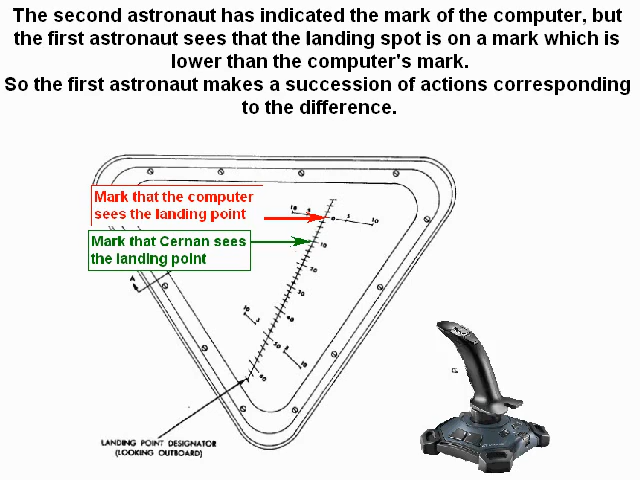 The second astronaut has indicated the mark of the computer, but
the first astronaut sees that the landing spot is on a mark which is
lower than the computer's mark.
So the first astronaut makes a succession of actions corresponding
to the difference.
Mark that the computer
sees the landing point
Mark that Cernan sees
the landing point
10
10
A
LANDING POINT DESIGNATOR
(LOOKING OUTBOARD)